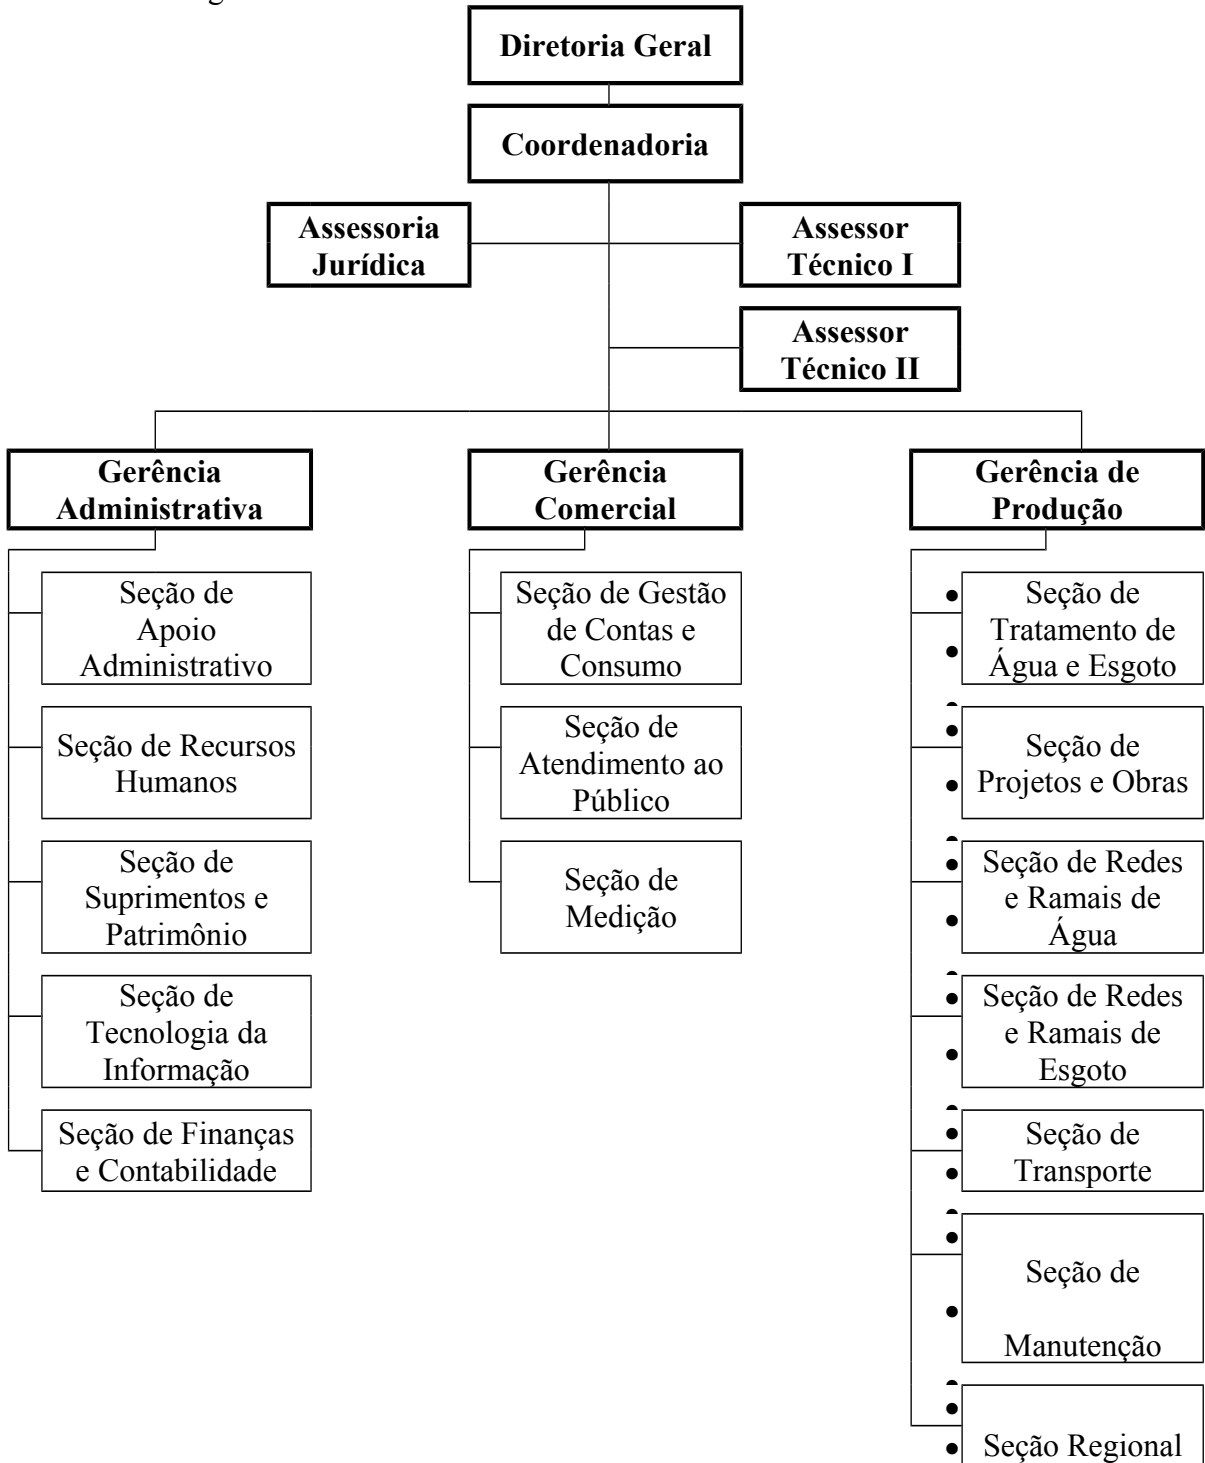 Diretoria Geral
Coordenadoria
Assessoria
Jurídica
Assessor
Técnico I
Assessor
Técnico II
Gerência
Administrativa
Gerência
Comercial
Gerência de
Produção
Seção de
Apoio
Administrativo
Seção de Recursos
Humanos
Seção de
Suprimentos e
Patrimônio
Seção de
Tecnologia da
Informação
Seção de Finanças
e Contabilidade
Seção de Gestão
de Contas e
Consumo
Seção de
Atendimento ao
Público
Seção de
Medição
Seção de
Tratamento de
Água e Esgoto
Seção de
Projetos e Obras
Seção de Redes
e Ramais de
Água
Seção de Redes
e Ramais de
Esgoto
Seção de
Transporte
Seção de
Manutenção
Seção Regional